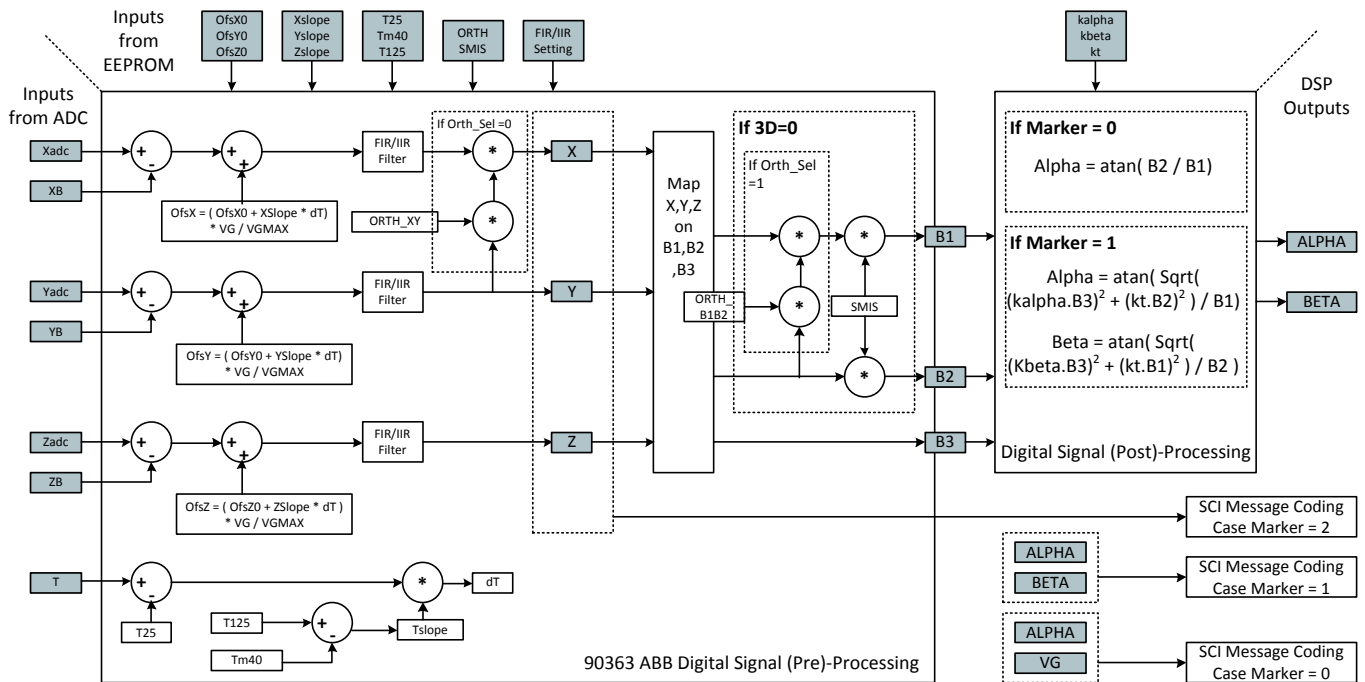 Inputs
from
EEPROM
OfsX0
OfsY0
OfsZ0
Xslope
Yslope
Zslope
T25
Tm40
T125
ORTH
SMIS
FIR/IIR
Setting
kalpha
kbeta
kt
DSP
Outputs
Inputs
from ADC
Xadc
XB
+
-
+
+
OfsX = ( OfsX0 + XSlope * dT)
* VG / VGMAX
FIR/IIR
Filter
If Orth_Sel =0
*
ORTH_XY
*
X
Yadc
YB
+
-
+
+
OfsY = ( OfsY0 + YSlope * dT)
* VG / VGMAX
FIR/IIR
Filter
Y
Zadc
ZB
+
-
+
+
OfsZ = ( OfsZ0 + ZSlope * dT )
* VG / VGMAX
FIR/IIR
Filter
Z
Map
X,Y,Z
on
B1,B2
,B3
If 3D=0
If Orth_Sel
=1
*
*
ORTH_
B1B2
*
SMIS
*
B1
B2
B3
If Marker = 0
Alpha = atan( B2 / B1)
If Marker = 1
Alpha = atan( Sqrt(
(kalpha.B3)² + (kt.B2)² ) / B1)
Beta = atan( Sqrt(
(Kbeta.B3)² + (kt.B1)² ) / B2 )
Digital Signal (Post)-Processing
ALPHA
BETA
T
+
-
T25
*
dT
T125
Tm40
+
-
Tslope
90363 ABB Digital Signal (Pre)-Processing
SCI Message Coding
Case Marker = 2
ALPHA
BETA
SCI Message Coding
Case Marker = 1
ALPHA
VG
SCI Message Coding
Case Marker = 0